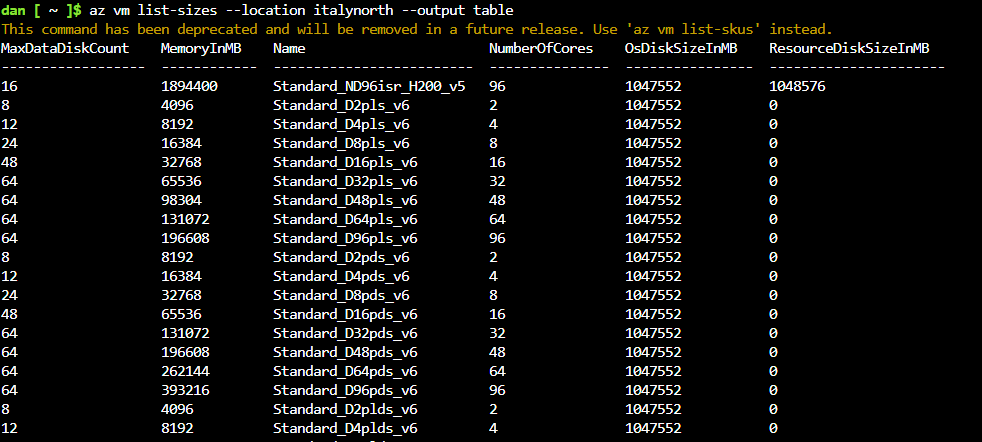 dan [ ~ ]$ az vm list-sizes --location italynorth --output table
This command has been deprecated and will be removed in a future release. Use 'az vm list-skus' instead.
MaxDataDiskCount    MemoryInMB    Name                       NumberOfCores    OsDiskSizeInMB    ResourceDiskSizeInMB
------------------  ------------  -------------------------  ---------------  ----------------  ----------------------
16                  1894400       Standard_ND96isr_H200_v5   96               1047552           1048576
8                   4096          Standard_D2pls_v6          2                1047552           0
12                  8192          Standard_D4pls_v6          4                1047552           0
24                  16384         Standard_D8pls_v6          8                1047552           0
48                  32768         Standard_D16pls_v6         16               1047552           0
64                  65536         Standard_D32pls_v6         32               1047552           0
64                  98304         Standard_D48pls_v6         48               1047552           0
64                  131072        Standard_D64pls_v6         64               1047552           0
64                  196608        Standard_D96pls_v6         96               1047552           0
8                   8192          Standard_D2pds_v6          2                1047552           0
12                  16384         Standard_D4pds_v6          4                1047552           0
24                  32768         Standard_D8pds_v6          8                1047552           0
48                  65536         Standard_D16pds_v6         16               1047552           0
64                  131072        Standard_D32pds_v6         32               1047552           0
64                  196608        Standard_D48pds_v6         48               1047552           0
64                  262144        Standard_D64pds_v6         64               1047552           0
64                  393216        Standard_D96pds_v6         96               1047552           0
8                   4096          Standard_D2plds_v6         2                1047552           0
12                  8192          Standard_D4plds_v6         4                1047552           0